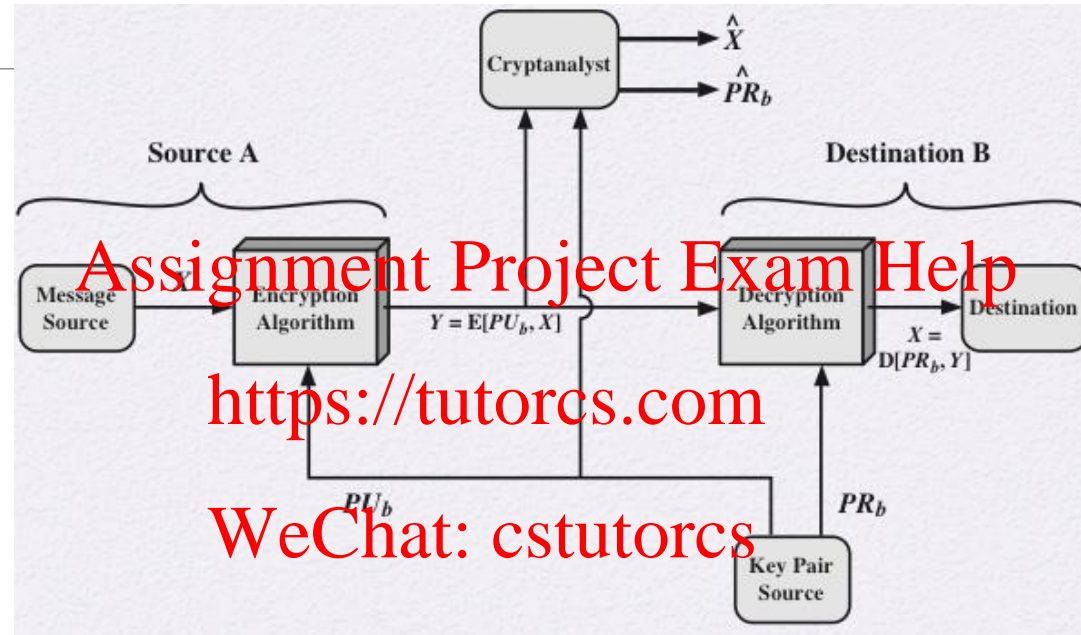 Cryptanalyst
X̂
P̂R_b
Source A
Destination B
Assignment Project Exam Help
X
Message
Source
Encryption
Algorithm
Y = E[PU_b, X]
Decryption
Algorithm
Destination
X =
D[PR_b, Y]
https://tutorcs.com
PU_b
PR_b
WeChat: cstutorcs
Key Pair
Source